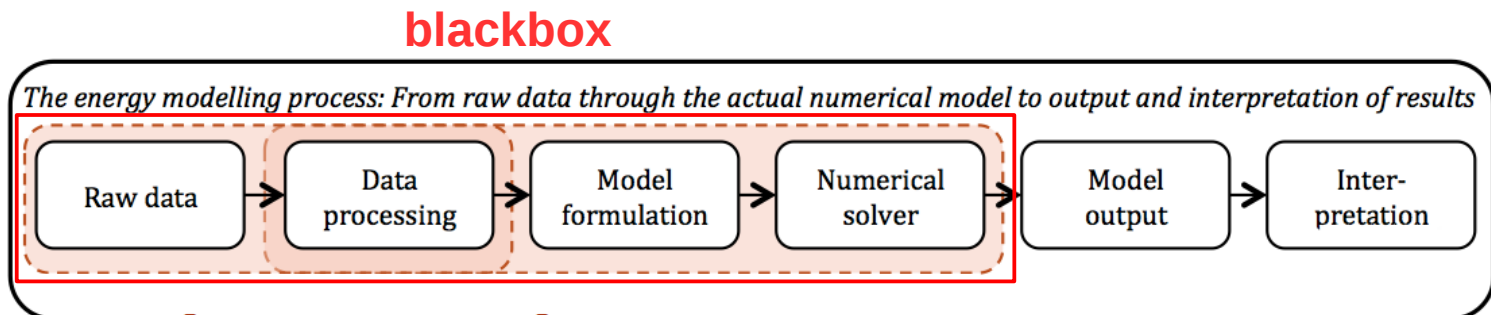 blackbox
The energy modelling process: From raw data through the actual numerical model to output and interpretation of results
Raw data
Data
processing
Model
formulation
Numerical
solver
Model
output
Inter-
pretation